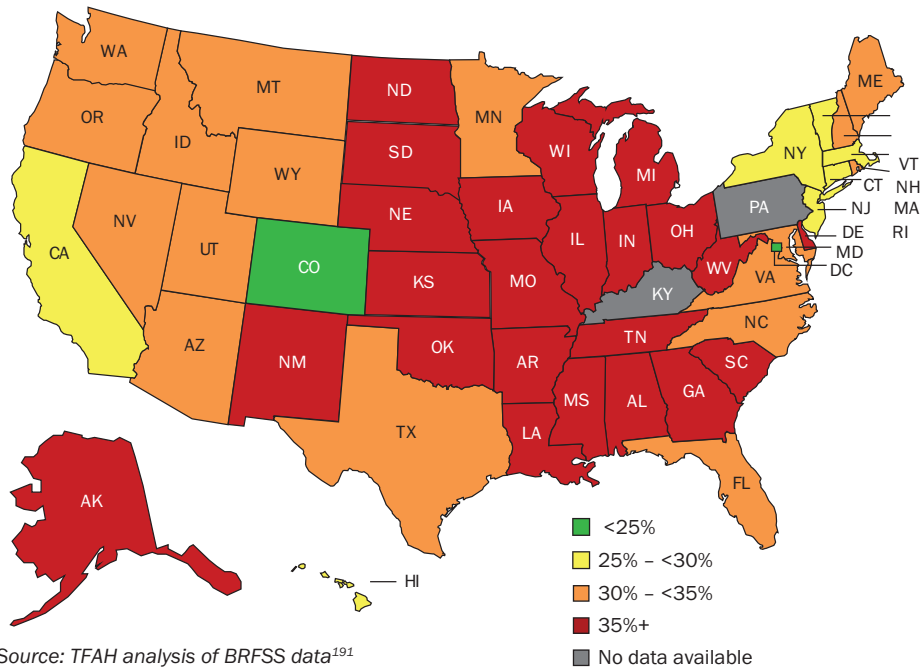 WA
MT
ND
MN
ME
OR
ID
SD
WI
NY
VT
WY
MI
CT
NH
NE
IA
PA
NJ
MA
NV
UT
IL
IN
OH
DE
RI
CA
CO
MD
WV
VA
DC
KS
MO
KY
AZ
NM
OK
AR
TN
NC
SC
MS
AL
GA
TX
LA
FL
AK
HI
<25%
25% – <30%
30% – <35%
35%+
No data available
Source: TFAH analysis of BRFSS data191